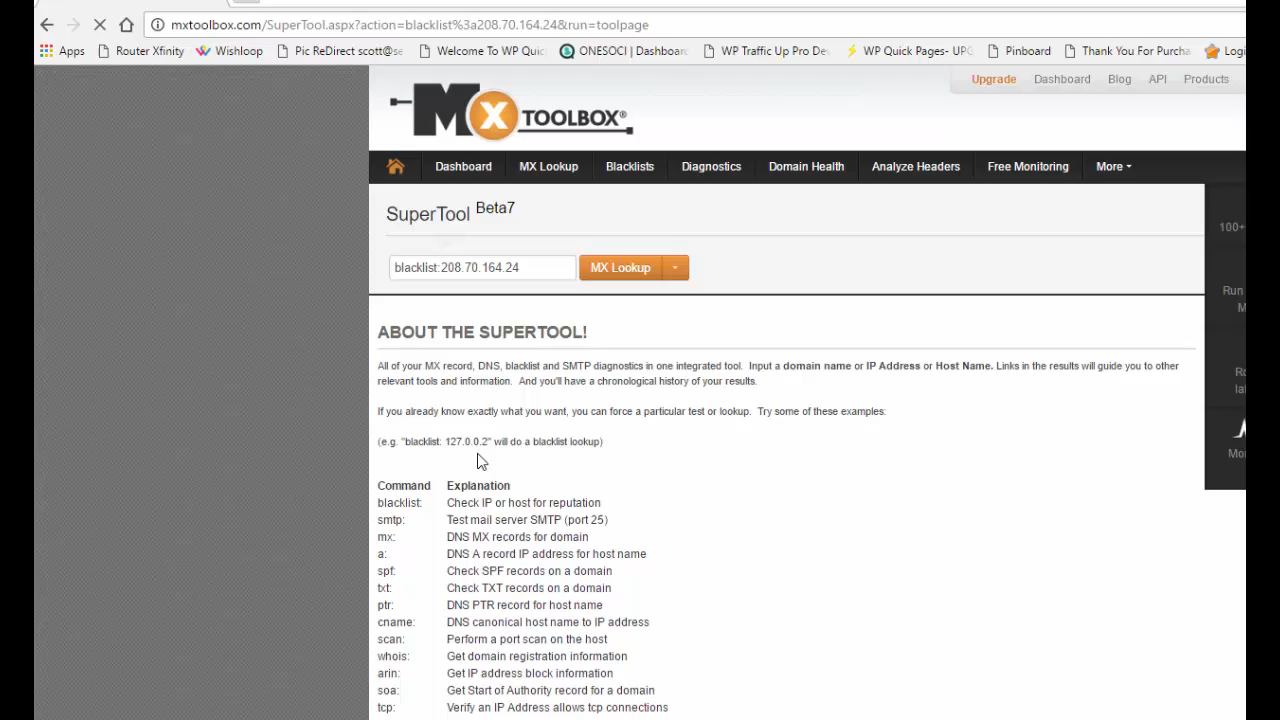 mxtoolbox.com/SuperTool.aspx?action=blacklist%3a208.70.164.24&run=toolpage
Apps Router Xfinity Wishloop Pic ReDirect scott@se Welcome To WP Quic ONESOCI | Dashboar WP Traffic Up Pro De WP Quick Pages- UPG Pinboard Thank You For Purcha Logi
Upgrade Dashboard Blog API Products
MX TOOLBOX®
Dashboard MX Lookup Blacklists Diagnostics Domain Health Analyze Headers Free Monitoring More
SuperTool Beta7
100+
blacklist:208.70.164.24 MX Lookup
Run
M
ABOUT THE SUPERTOOL!
All of your MX record, DNS, blacklist and SMTP diagnostics in one integrated tool. Input a domain name or IP Address or Host Name. Links in the results will guide you to other
relevant tools and information. And you'll have a chronological history of your results.
Ro
la
If you already know exactly what you want, you can force a particular test or lookup. Try some of these examples:
(e.g. "blacklist: 127.0.0.2" will do a blacklist lookup)
Mo
Command Explanation
blacklist: Check IP or host for reputation
smtp: Test mail server SMTP (port 25)
mx: DNS MX records for domain
a: DNS A record IP address for host name
spf: Check SPF records on a domain
txt: Check TXT records on a domain
ptr: DNS PTR record for host name
cname: DNS canonical host name to IP address
scan: Perform a port scan on the host
whois: Get domain registration information
arin: Get IP address block information
soa: Get Start of Authority record for a domain
tcp: Verify an IP Address allows tcp connections